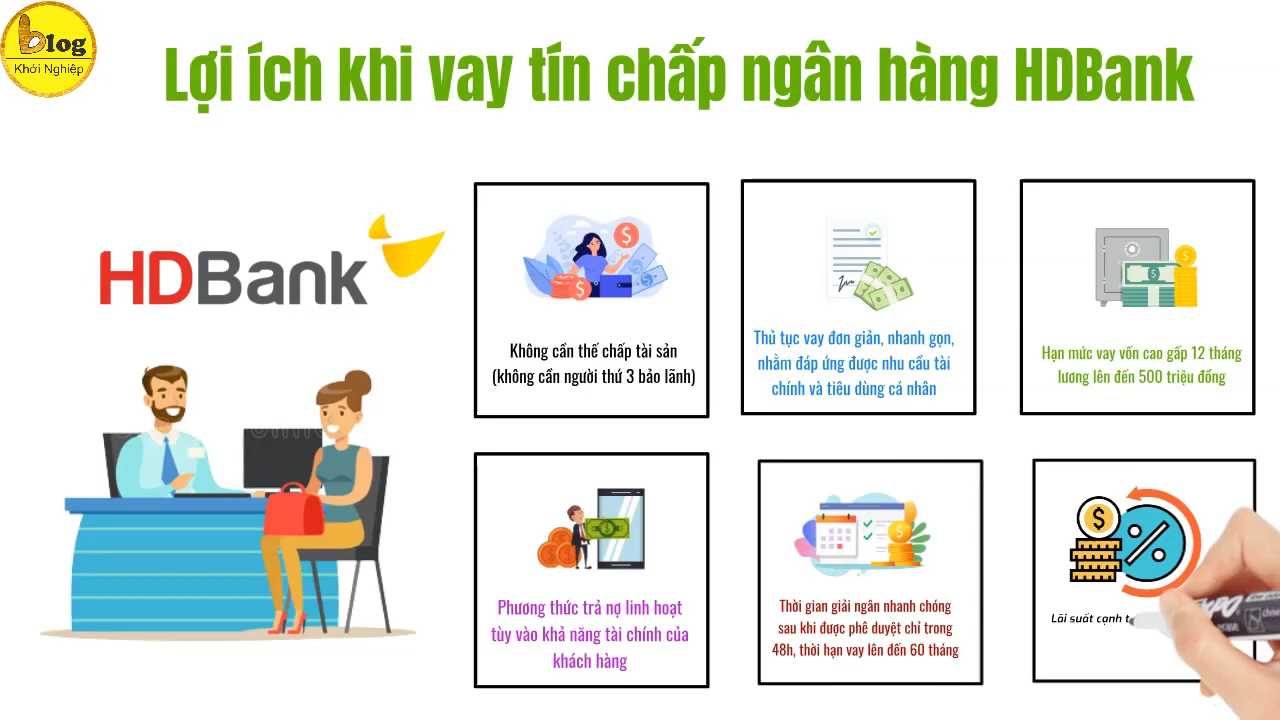 blog
Khởi Nghiệp
Lợi ích khi vay tín chấp ngân hàng HDBank
HDBank
Không cần thế chấp tài sản
(không cần người thứ 3 bảo lãnh)
Thủ tục vay đơn giản, nhanh gọn,
nhằm đáp ứng được nhu cầu tài
chính và tiêu dùng cá nhân
Hạn mức vay vốn cao gấp 12 tháng
lương lên đến 500 triệu đồng
Phương thức trả nợ linh hoạt
tùy vào khả năng tài chính của
khách hàng
Thời gian giải ngân nhanh chóng
sau khi được phê duyệt chỉ trong
48h, thời hạn vay lên đến 60 tháng
Lãi suất cạnh t
EXPO